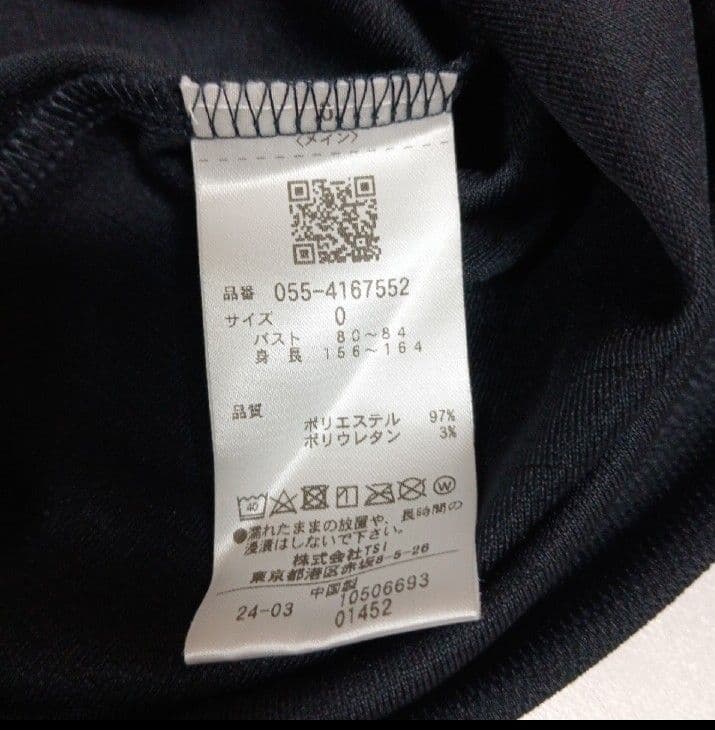 〈メイン〉
品番 055-4167552
サイズ 0
バスト 80~84
身長 156~164
品質
ポリエステル 97%
ポリウレタン 3%
40 W
●濡れたままの放置や、長時間の
浸漬はしないで下さい。
株式会社TSI
東京都港区赤坂8-5-26
中国製
24-03 10506693
01452